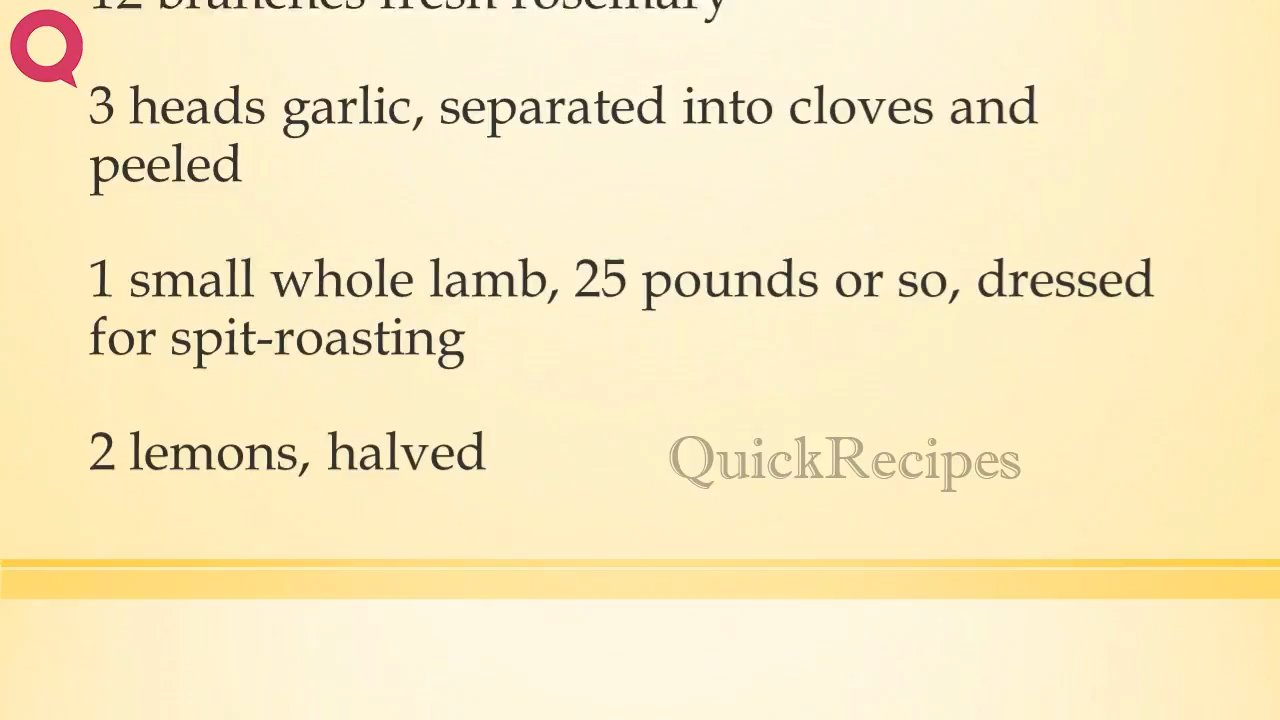 12 branches fresh rosemary
3 heads garlic, separated into cloves and
peeled
1 small whole lamb, 25 pounds or so, dressed
for spit-roasting
2 lemons, halved
QuickRecipes